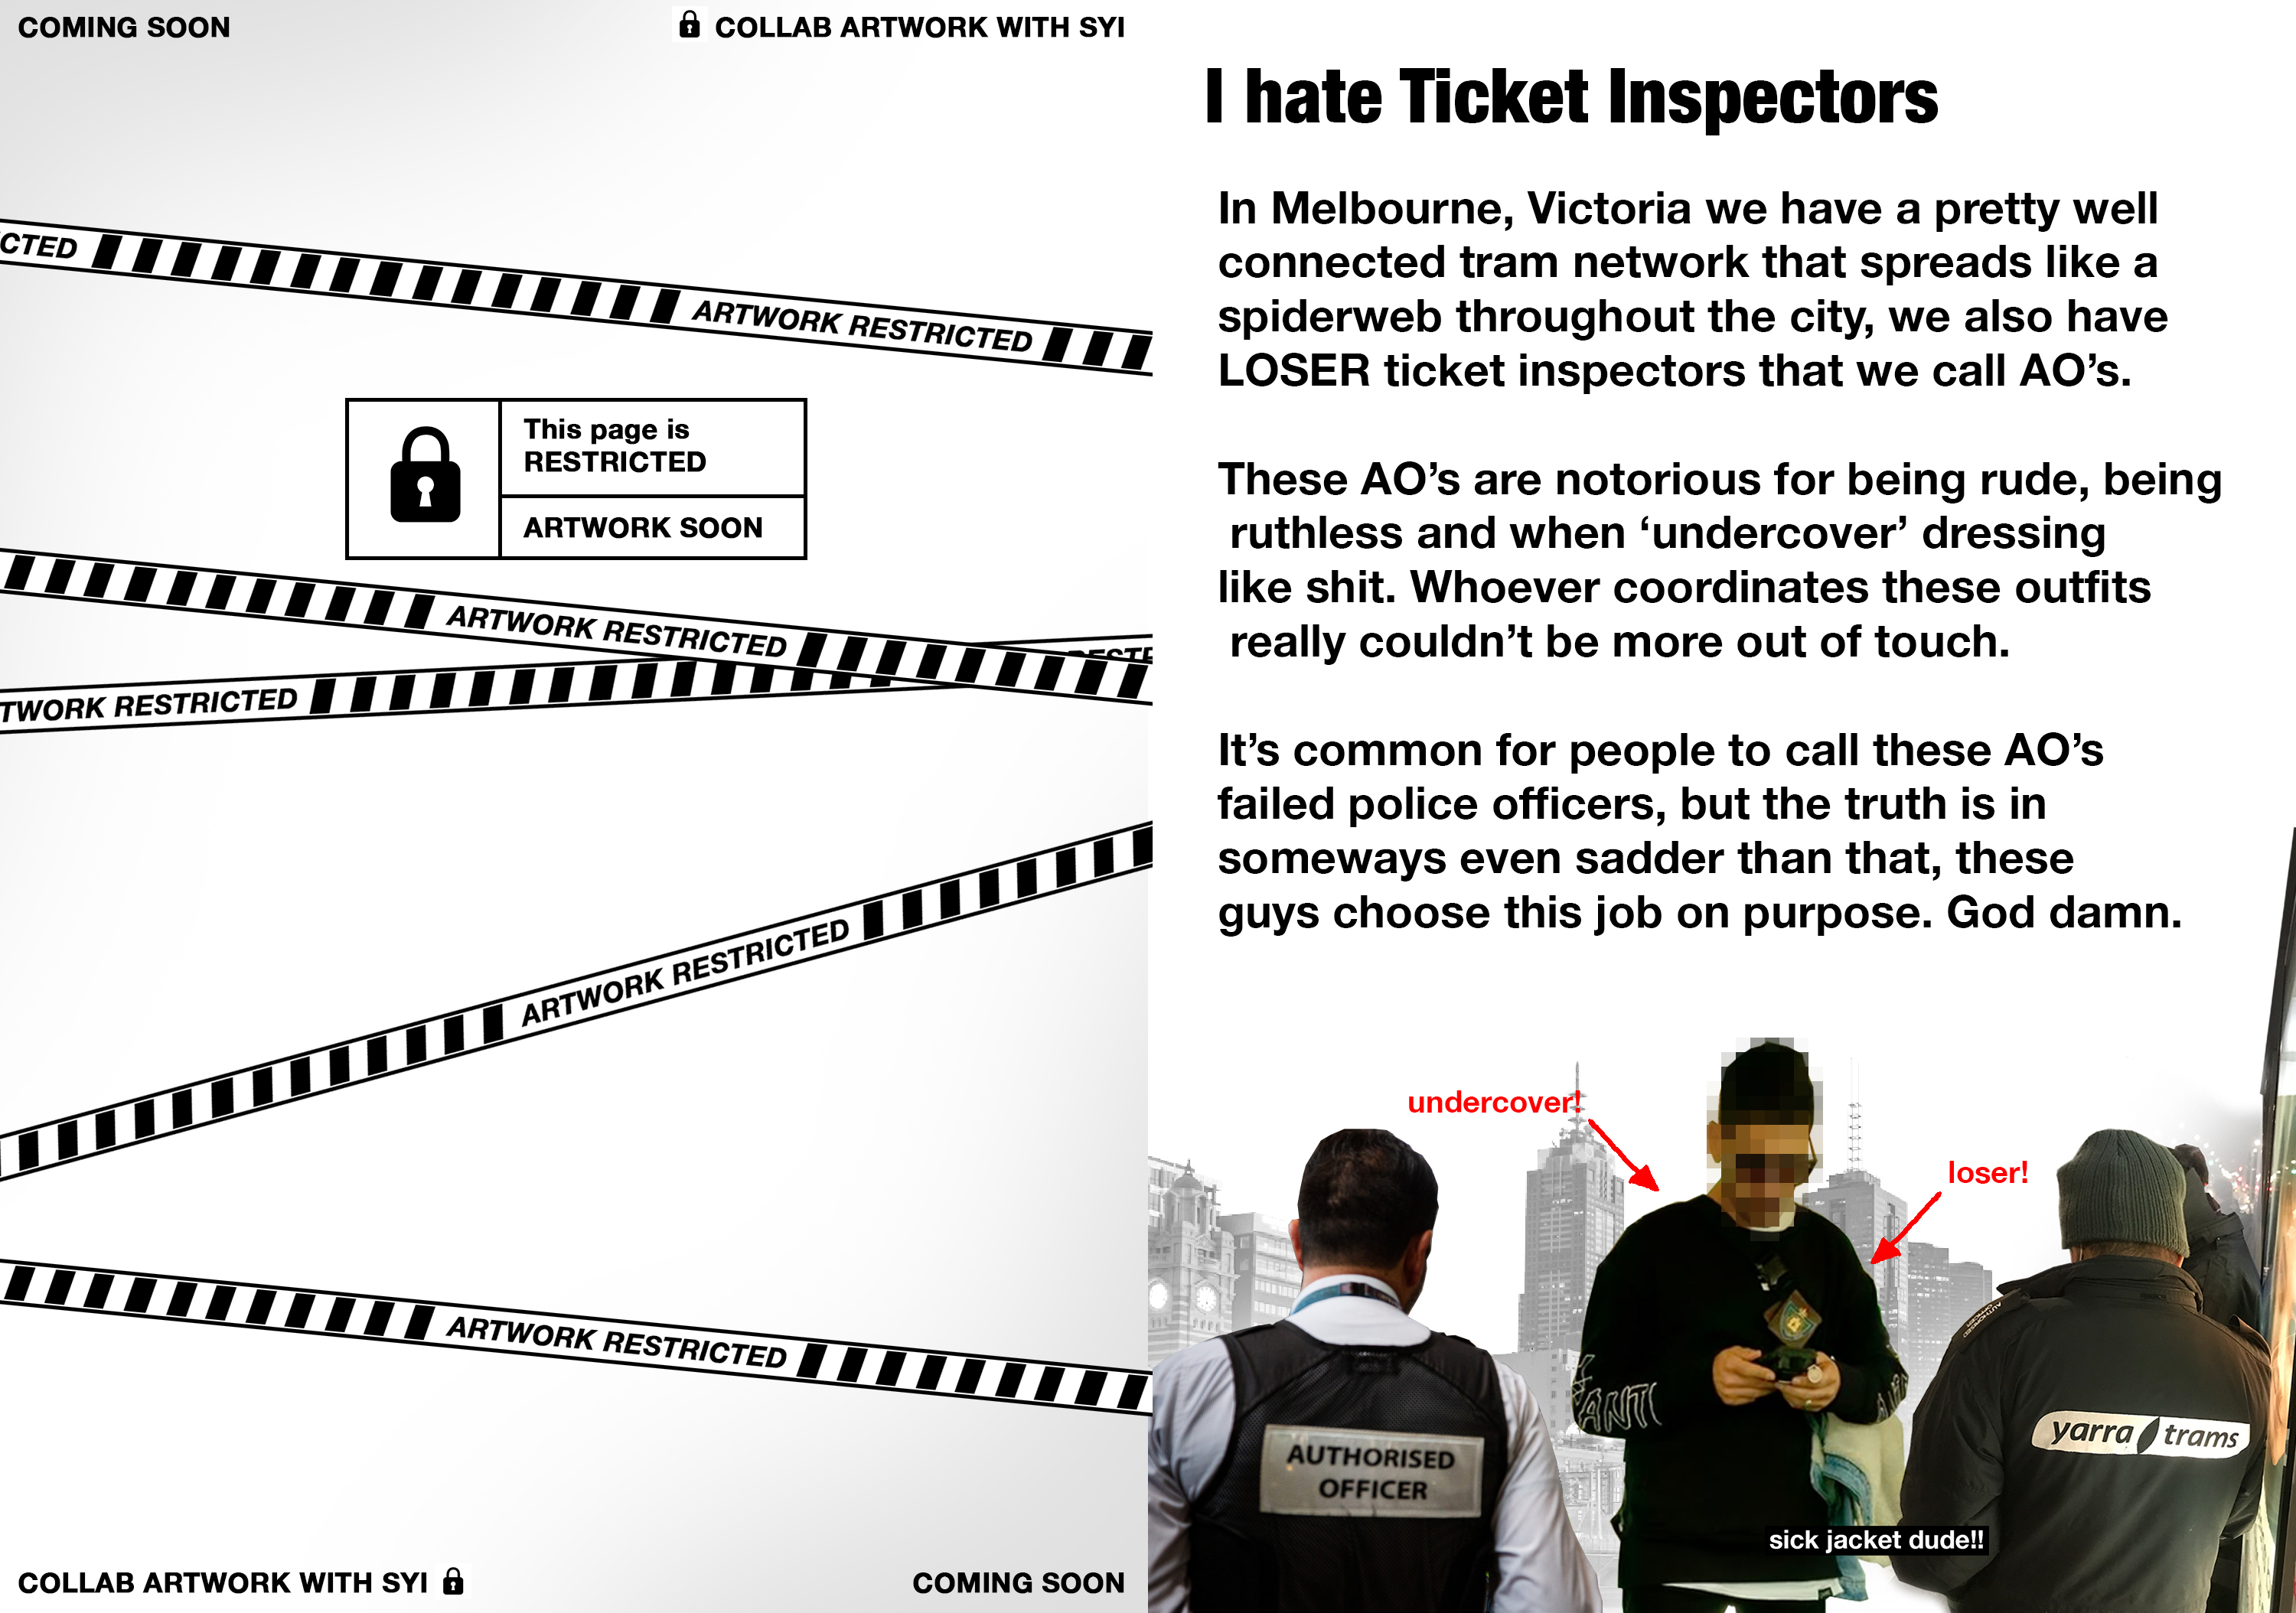 COMING SOON
COLLAB ARTWORK WITH SYI
CTED
ARTWORK RESTRICTED
This page is
RESTRICTED
ARTWORK SOON
ARTWORK RESTRICTED
RESTR
TWORK RESTRICTED
ARTWORK RESTRICTED
ARTWORK RESTRICTED
COLLAB ARTWORK WITH SYI
COMING SOON
I hate Ticket Inspectors
In Melbourne, Victoria we have a pretty well
connected tram network that spreads like a
spiderweb throughout the city, we also have
LOSER ticket inspectors that we call AO’s.
These AO’s are notorious for being rude, being
ruthless and when ‘undercover’ dressing
like shit. Whoever coordinates these outfits
really couldn’t be more out of touch.
It’s common for people to call these AO’s
failed police officers, but the truth is in
someways even sadder than that, these
guys choose this job on purpose. God damn.
undercover!
loser!
AUTHORISED
OFFICER
ANTI
yarra trams
sick jacket dude!!